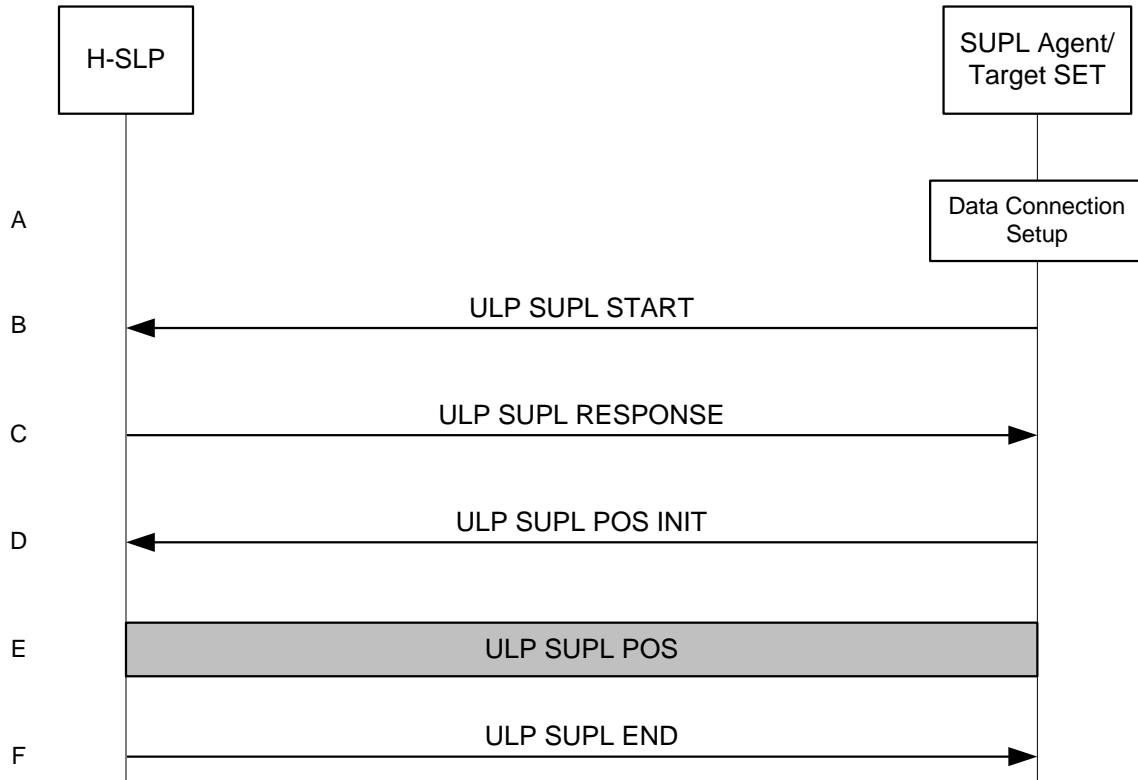 H-SLP
SUPL Agent/
Target SET
A
Data Connection
Setup
B
ULP SUPL START
C
ULP SUPL RESPONSE
D
ULP SUPL POS INIT
E
ULP SUPL POS
F
ULP SUPL END